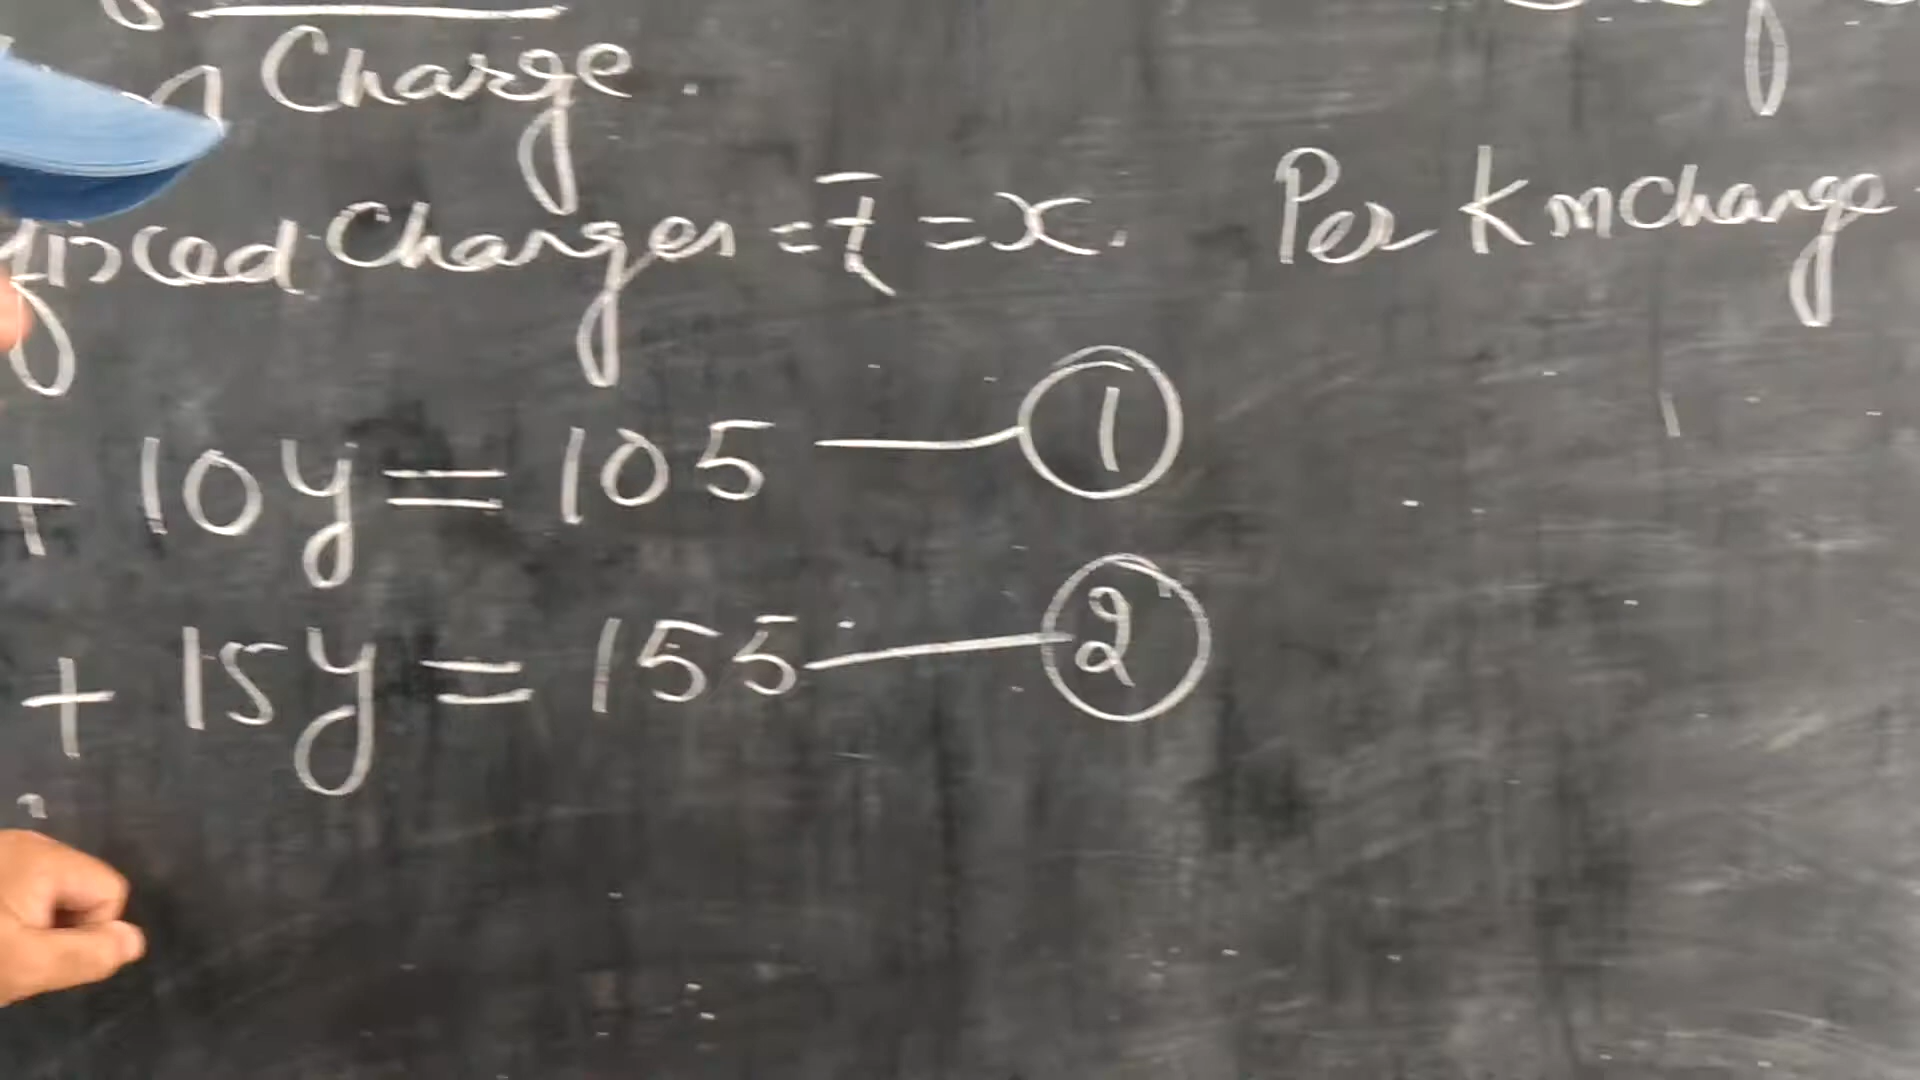 Charge.
fixed Charges = ₹ = x. Per Km Charge
+ 10y = 105 — ①
+ 15y = 155 — ②